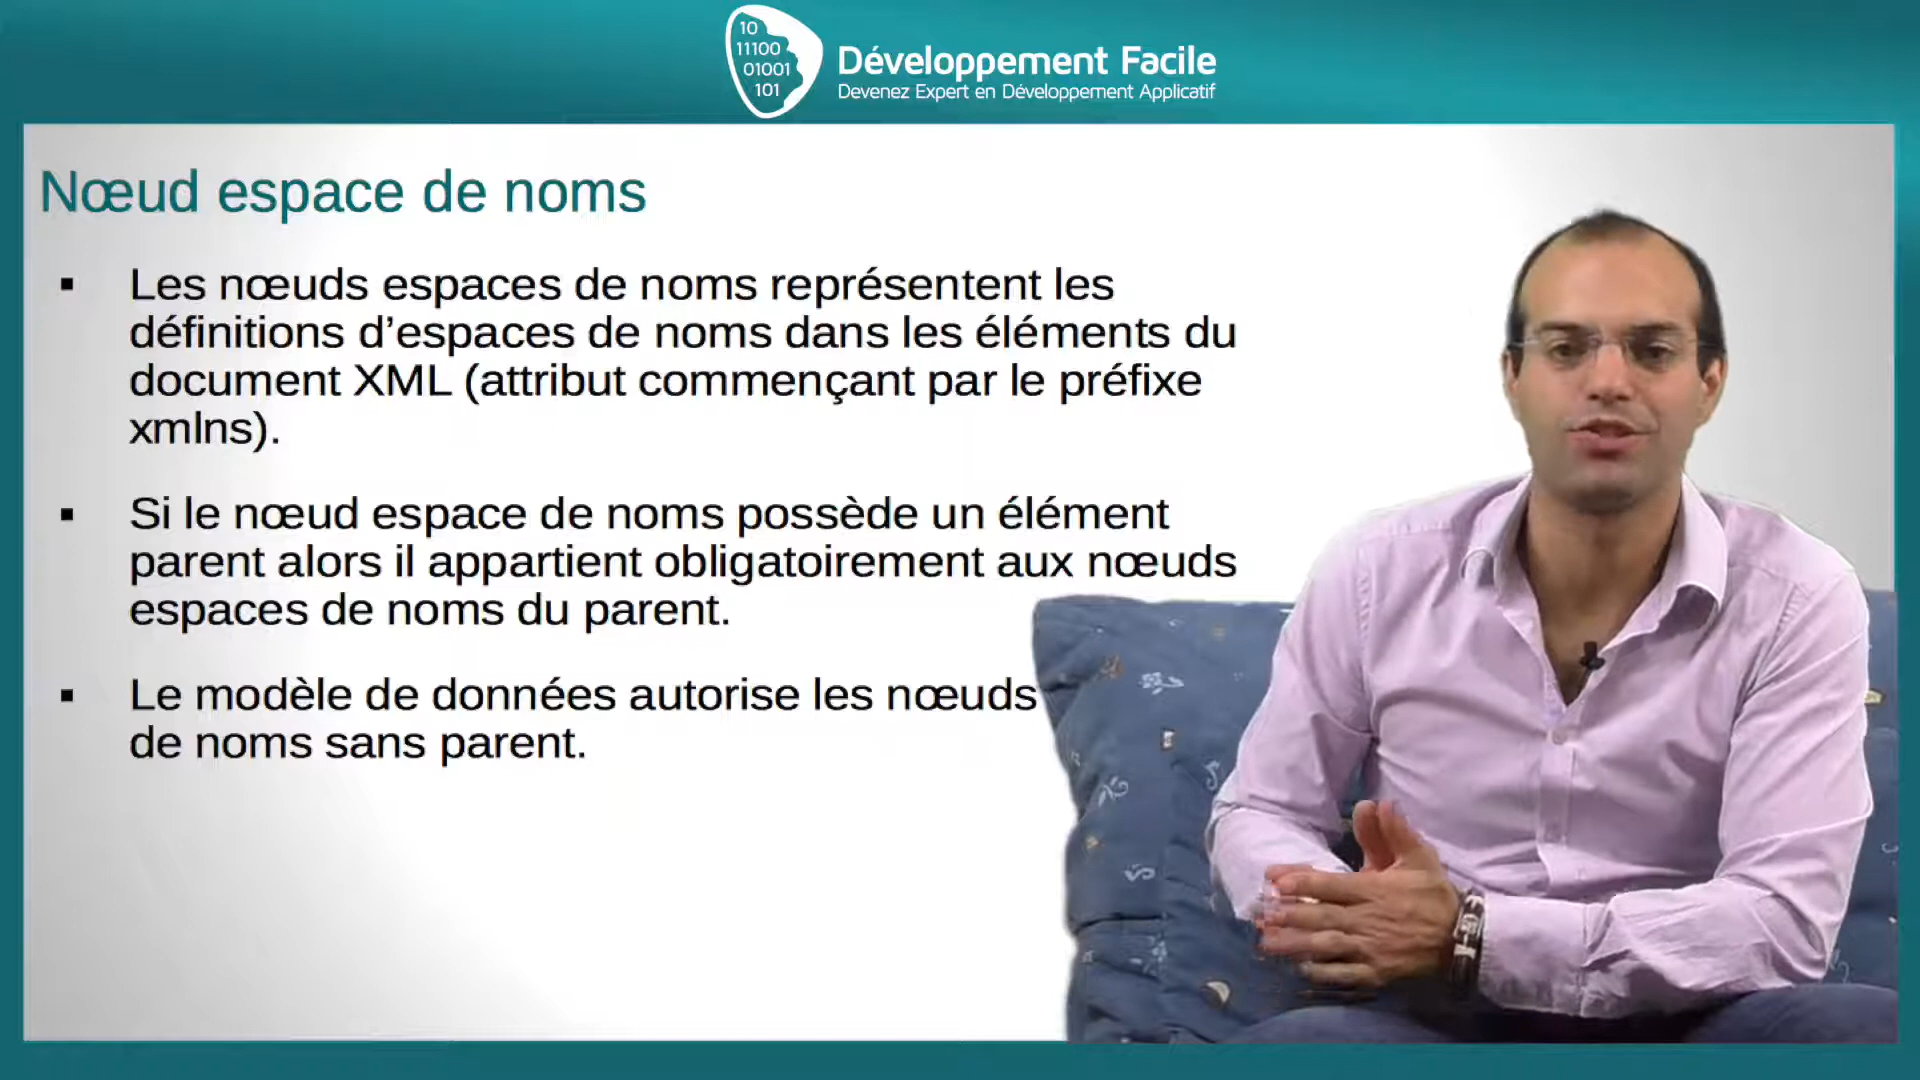 10
11100
01001
101
Développement Facile
Devenez Expert en Développement Applicatif
Nœud espace de noms
▪ Les nœuds espaces de noms représentent les
définitions d’espaces de noms dans les éléments du
document XML (attribut commençant par le préfixe
xmlns).
▪ Si le nœud espace de noms possède un élément
parent alors il appartient obligatoirement aux nœuds
espaces de noms du parent.
▪ Le modèle de données autorise les nœuds
de noms sans parent.